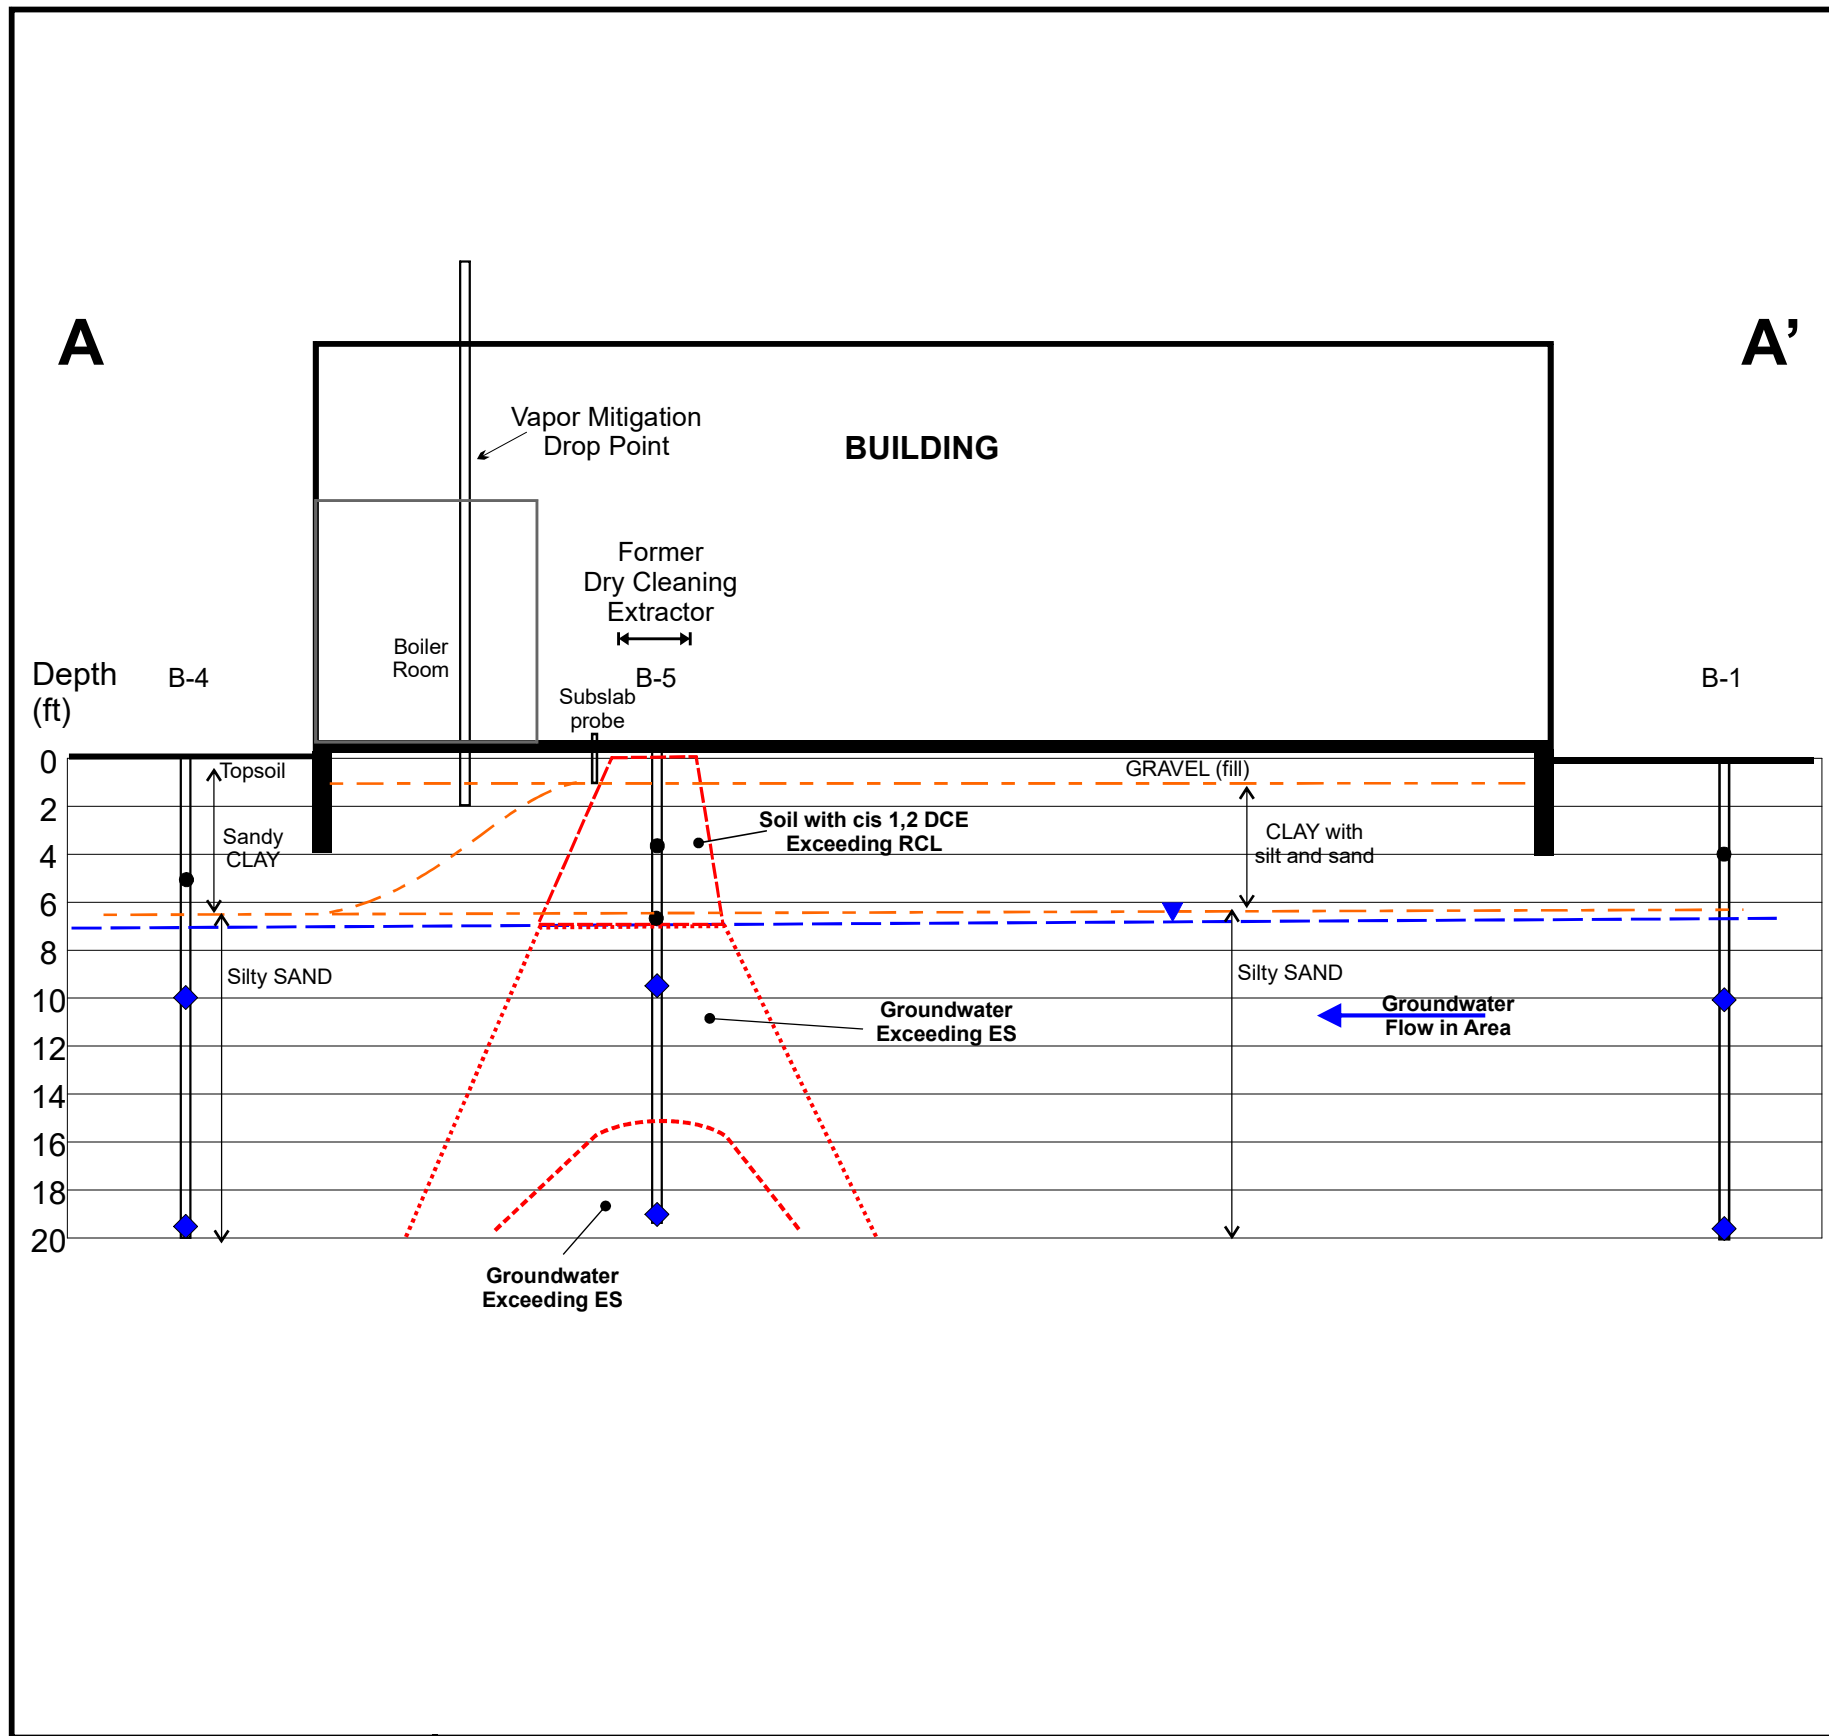 A
A’
Vapor Mitigation
Drop Point
BUILDING
Former
Dry Cleaning
Extractor
Boiler
Room
Depth
(ft)
B-4
B-5
B-1
Subslab
probe
0
Topsoil
GRAVEL (fill)
2
Sandy
CLAY
Soil with cis 1,2 DCE
Exceeding RCL
CLAY with
silt and sand
4
6
8
Silty SAND
Silty SAND
10
Groundwater
Exceeding ES
Groundwater
Flow in Area
12
14
16
18
20
Groundwater
Exceeding ES